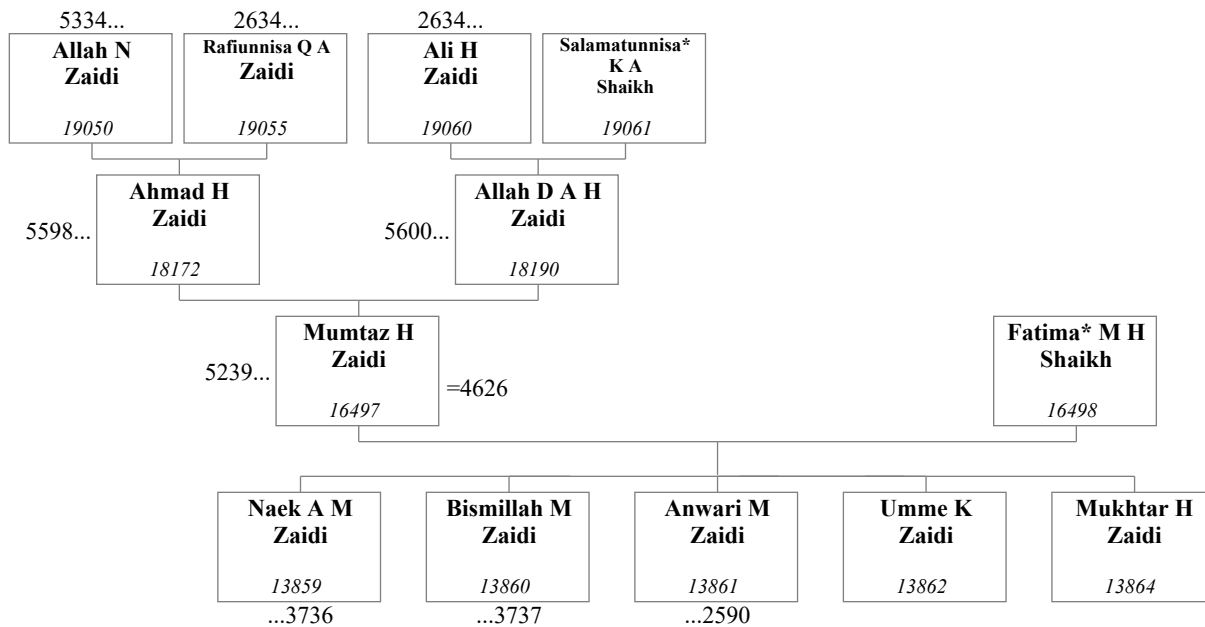 5334...
Allah N
Zaidi
19050
2634...
Rafiunnisa Q A
Zaidi
19055
2634...
Ali H
Zaidi
19060
Salamatunnisa*
K A
Shaikh
19061
5598...
Ahmad H
Zaidi
18172
5600...
Allah D A H
Zaidi
18190
5239...
Mumtaz H
Zaidi
16497
=4626
Fatima* M H
Shaikh
16498
Naek A M
Zaidi
13859
...3736
Bismillah M
Zaidi
13860
...3737
Anwari M
Zaidi
13861
...2590
Umme K
Zaidi
13862
Mukhtar H
Zaidi
13864